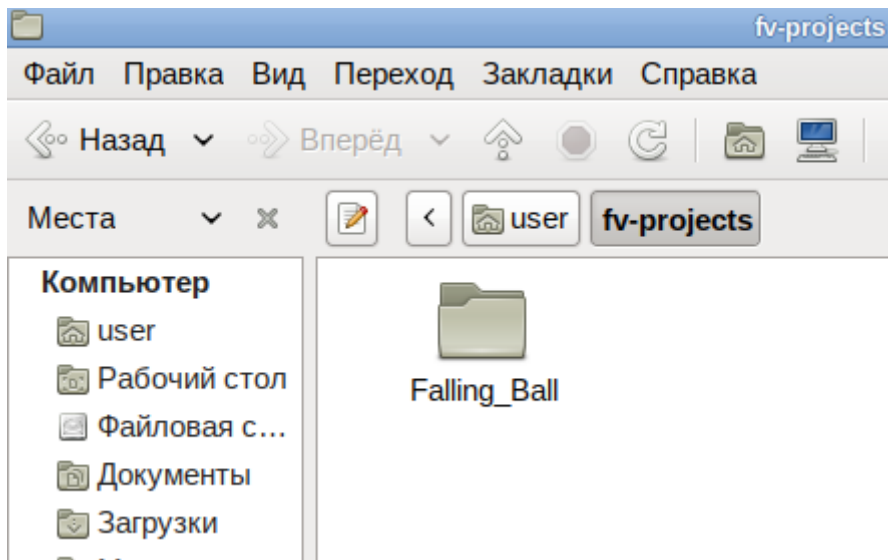 fv-projects
Файл Правка Вид Переход Закладки Справка
Назад Вперёд
Места
user fv-projects
Компьютер
user
Рабочий стол
Файловая с...
Документы
Загрузки
Falling_Ball